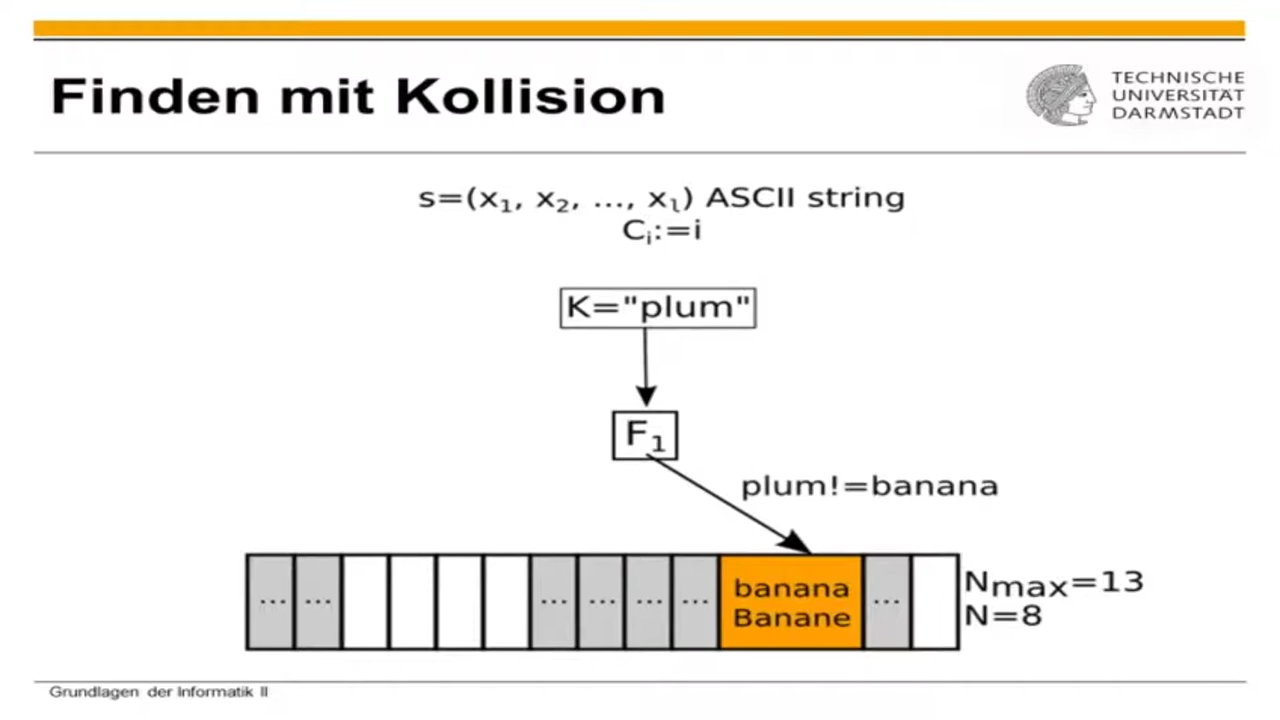 Finden mit Kollision
TECHNISCHE
UNIVERSITÄT
DARMSTADT
s=(x₁, x₂, ..., xₗ) ASCII string
Cᵢ:=i
K="plum"
F₁
plum!=banana
... ... ... ... ... ... banana ...
Banane
Nmax=13
N=8
Grundlagen der Informatik II